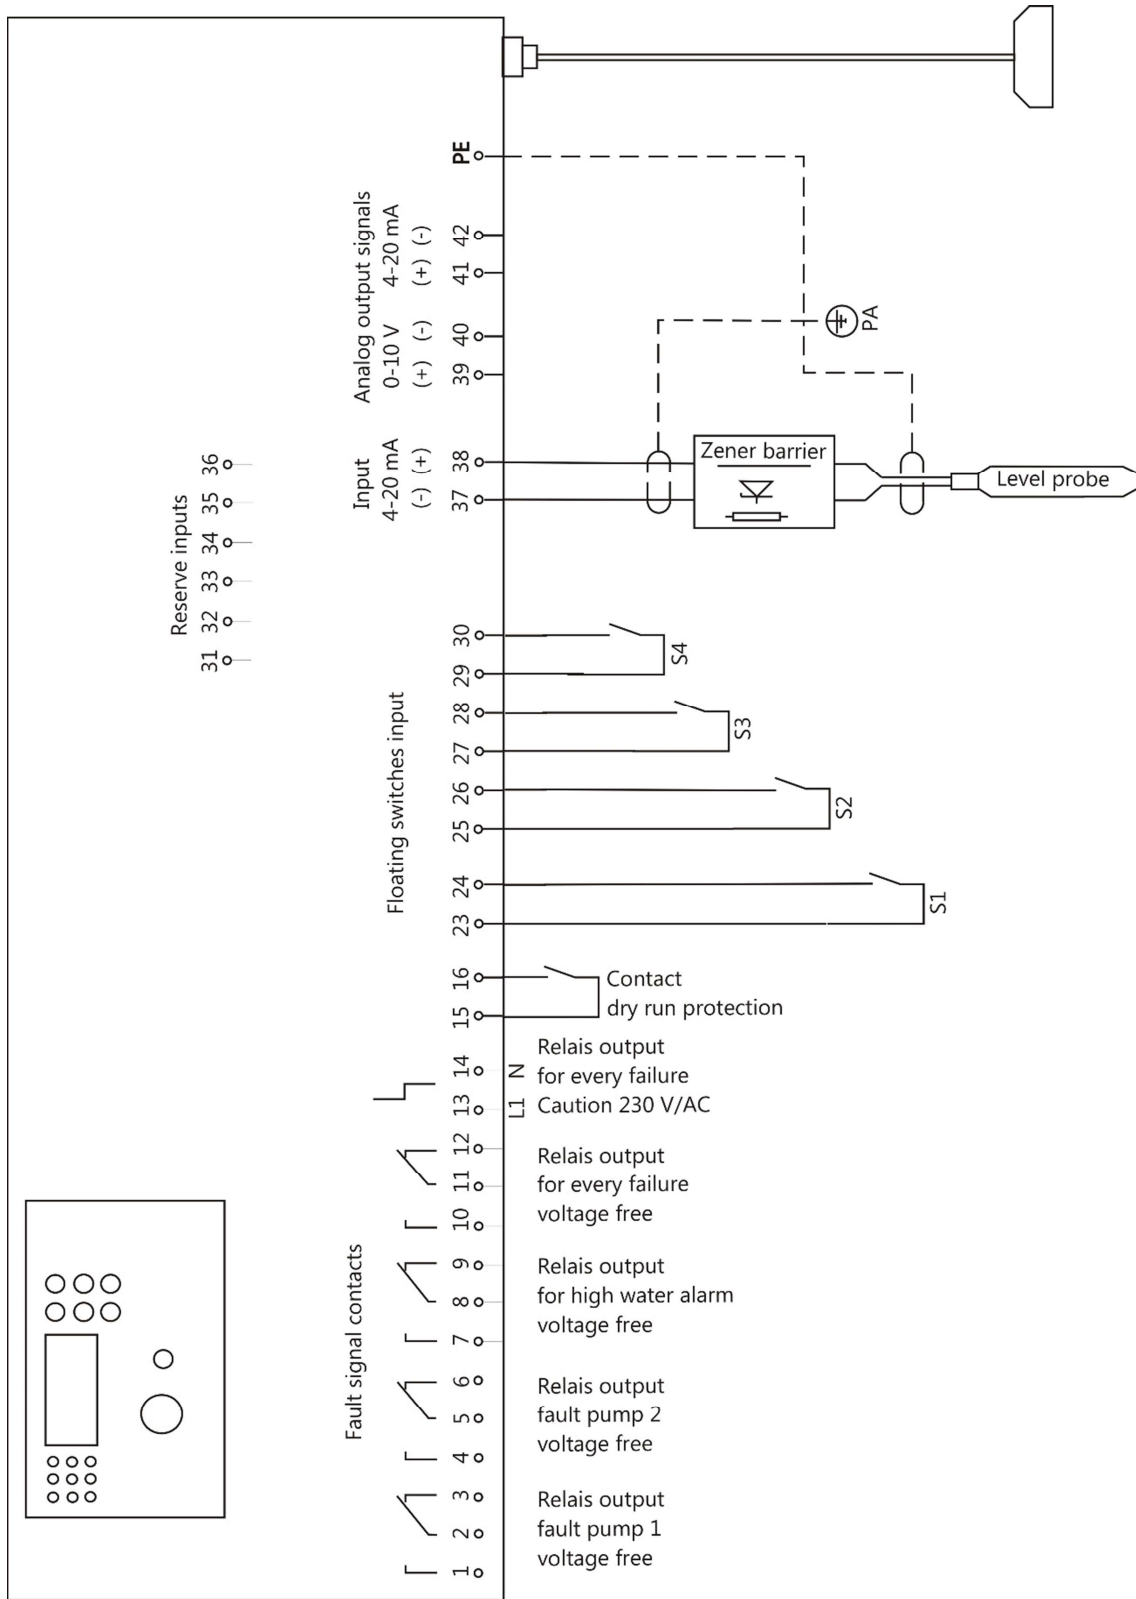 PE
Analog output signals
4-20 mA
(+) (-)
42
41
0-10 V
(+) (-)
40
39
PA
Input
4-20 mA
(-) (+)
38
37
Zener barrier
Level probe
Reserve inputs
36
35
34
33
32
31
Floating switches input
30
29
S4
28
27
S3
26
25
S2
24
23
S1
16
15
Contact
dry run protection
14
13
N
L1
Relais output
for every failure
Caution 230 V/AC
12
11
10
Relais output
for every failure
voltage free
Fault signal contacts
9
8
7
Relais output
for high water alarm
voltage free
6
5
4
Relais output
fault pump 2
voltage free
3
2
1
Relais output
fault pump 1
voltage free